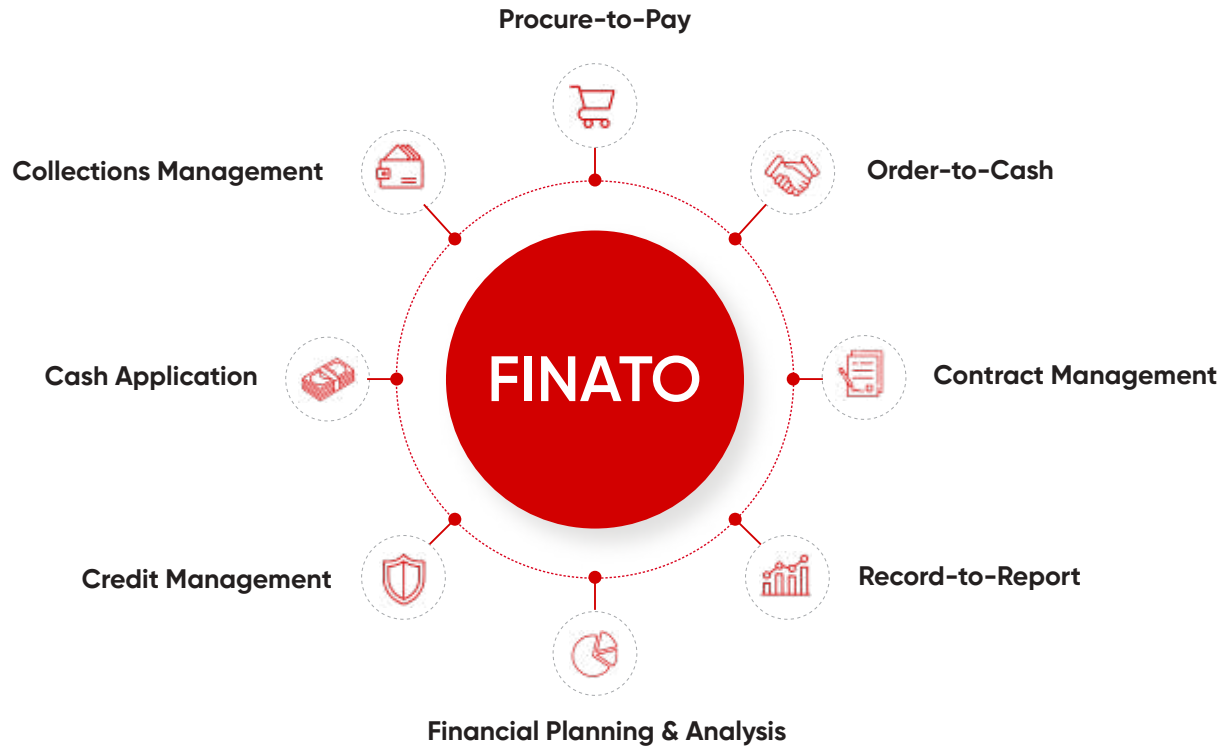 Procure-to-Pay
Collections Management
Order-to-Cash
FINATO
Cash Application
Contract Management
Credit Management
Record-to-Report
Financial Planning & Analysis